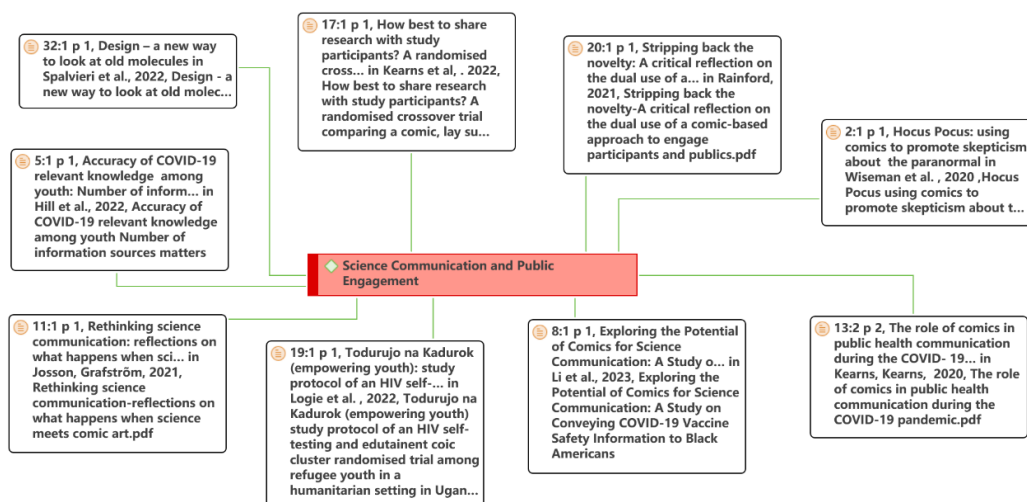 32:1 p 1, Design – a new way
to look at old molecules in
Spalvieri et al., 2022, Design - a
new way to look at old molec...
17:1 p 1, How best to share
research with study
participants? A randomised
cross... in Kearns et al, . 2022,
How best to share research
with study participants? A
randomised crossover trial
comparing a comic, lay su...
20:1 p 1, Stripping back the
novelty: A critical reflection on
the dual use of a... in Rainford,
2021, Stripping back the
novelty-A critical reflection on
the dual use of a comic-based
approach to engage
participants and publics.pdf
2:1 p 1, Hocus Pocus: using
comics to promote skepticism
about the paranormal in
Wiseman et al. , 2020 ,Hocus
Pocus using comics to
promote skepticism about t...
5:1 p 1, Accuracy of COVID-19
relevant knowledge among
youth: Number of inform... in
Hill et al., 2022, Accuracy of
COVID-19 relevant knowledge
among youth Number of
information sources matters
Science Communication and Public
Engagement
11:1 p 1, Rethinking science
communication: reflections on
what happens when sci... in
Josson, Grafström, 2021,
Rethinking science
communication-reflections on
what happens when science
meets comic art.pdf
19:1 p 1, Todurujo na Kadurok
(empowering youth): study
protocol of an HIV self-... in
Logie et al. , 2022, Todurujo na
Kadurok (empowering youth)
study protocol of an HIV self-
testing and edutainent coic
cluster randomised trial among
refugee youth in a
humanitarian setting in Ugan...
8:1 p 1, Exploring the Potential
of Comics for Science
Communication: A Study o... in
Li et al., 2023, Exploring the
Potential of Comics for Science
Communication: A Study on
Conveying COVID-19 Vaccine
Safety Information to Black
Americans
13:2 p 2, The role of comics in
public health communication
during the COVID- 19... in
Kearns, Kearns, 2020, The role
of comics in public health
communication during the
COVID-19 pandemic.pdf